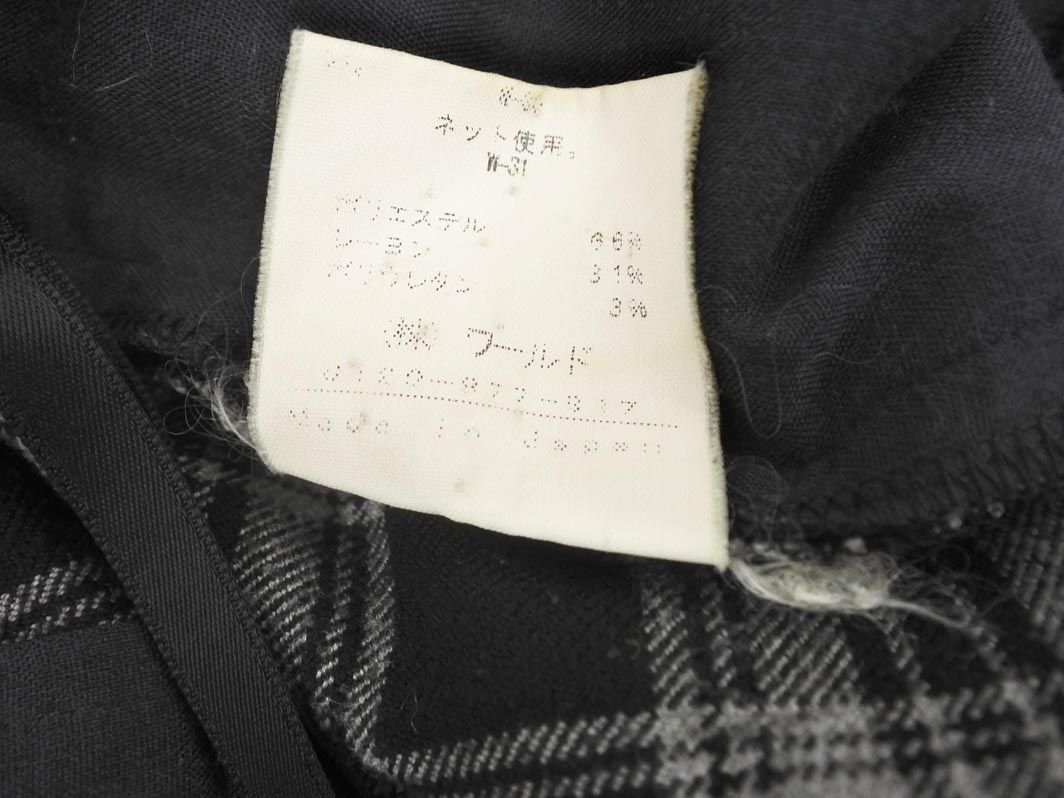 ネット使用。
W-31
ポリエステル 66%
レーヨン 31%
ポリウレタン 3%
(株) ワールド
0120-977-917
Made in Japan